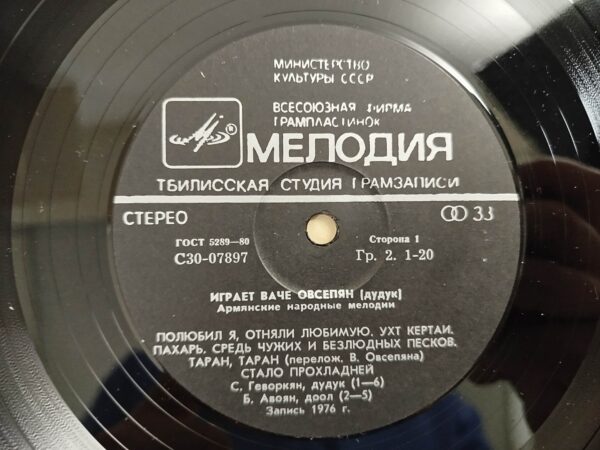 МИНИСТЕРСТВО
КУЛЬТУРЫ СССР
ВСЕСОЮЗНАЯ ФИРМА
ГРАМПЛАСТИНОК
МЕЛОДИЯ
ТБИЛИССКАЯ СТУДИЯ ГРАМЗАПИСИ
СТЕРЕО 33
ГОСТ 5289—80 Сторона 1
С30-07897 Гр. 2. 1-20
ИГРАЕТ ВАЧЕ ОВСЕПЯН (дудук)
Армянские народные мелодии
ПОЛЮБИЛ Я, ОТНЯЛИ ЛЮБИМУЮ. УХТ КЕРТАИ.
ПАХАРЬ. СРЕДЬ ЧУЖИХ И БЕЗЛЮДНЫХ ПЕСКОВ.
ТАРАН, ТАРАН (перелож. В. Овсепяна)
СТАЛО ПРОХЛАДНЕЙ
С. Геворкян, дудук (1—6)
Б. Авоян, доол (2—5)
Запись 1976 г.